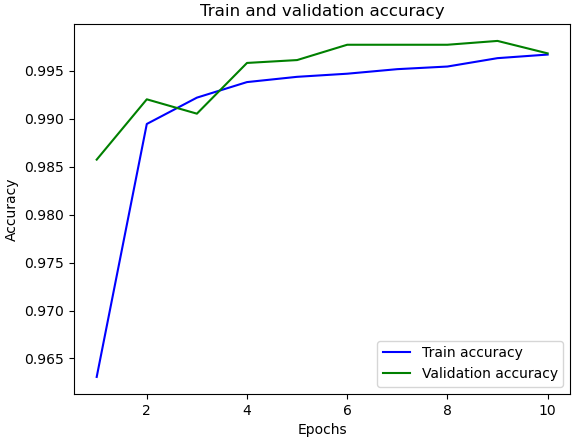 Train and validation accuracy
Accuracy
0.995
0.990
0.985
0.980
0.975
0.970
0.965
2 4 6 8 10
Epochs
Train accuracy
Validation accuracy